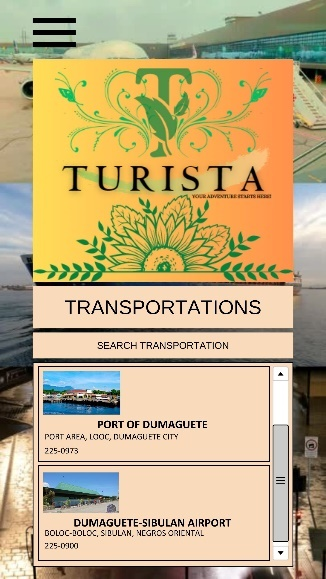 T
TURISTA
YOUR ADVENTURE STARTS HERE!
TRANSPORTATIONS
SEARCH TRANSPORTATION
PORT OF DUMAGUETE
PORT AREA, LOOC, DUMAGUETE CITY
225-0973
DUMAGUETE-SIBULAN AIRPORT
BOLOC-BOLOC, SIBULAN, NEGROS ORIENTAL
225-0900